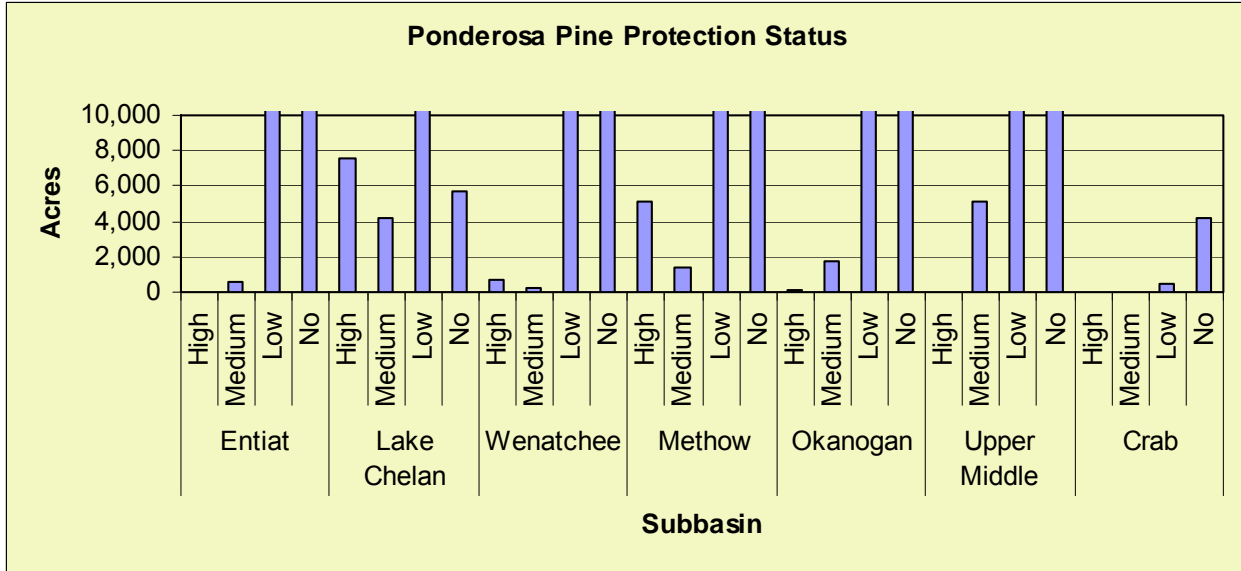 Ponderosa Pine Protection Status
Acres
10,000
8,000
6,000
4,000
2,000
0
High Medium Low No High Medium Low No High Medium Low No High Medium Low No High Medium Low No High Medium Low No High Medium Low No
Entiat Lake Wenatchee Methow Okanogan Upper Crab
Chelan Middle
Subbasin